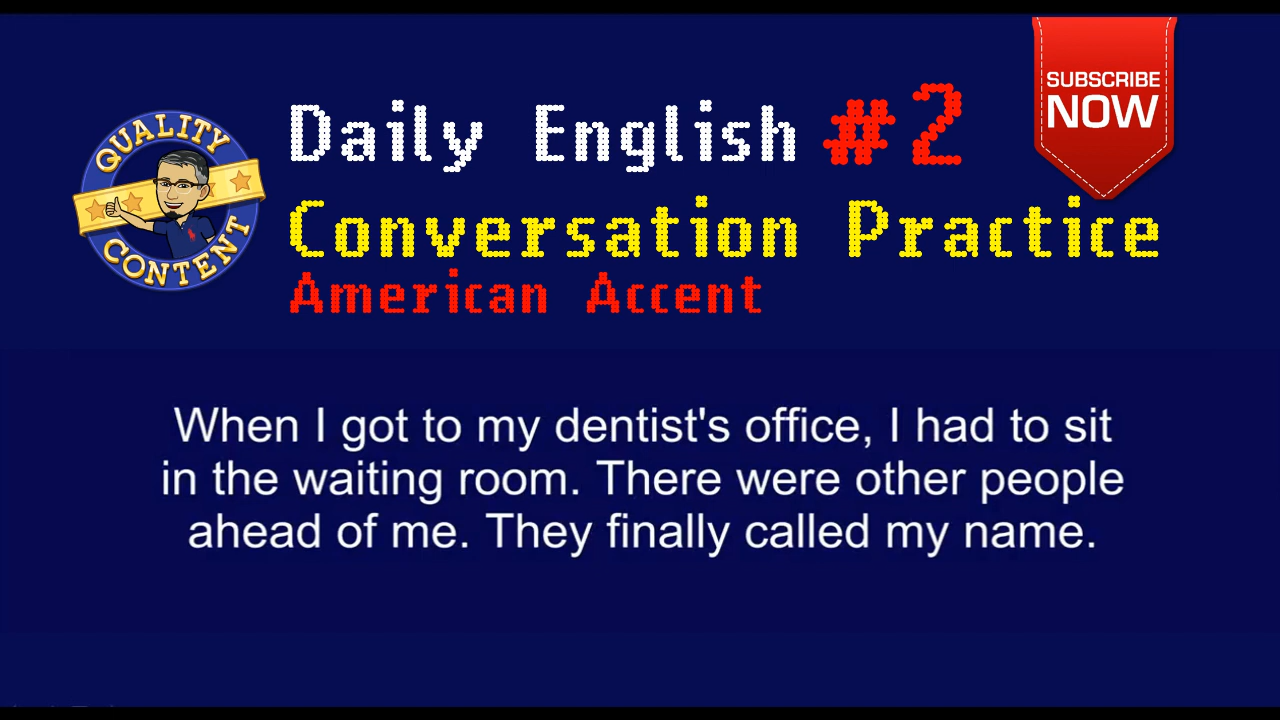 SUBSCRIBE
NOW
Daily English #2
QUALITY
CONTENT
Conversation Practice
American Accent
When I got to my dentist's office, I had to sit
in the waiting room. There were other people
ahead of me. They finally called my name.